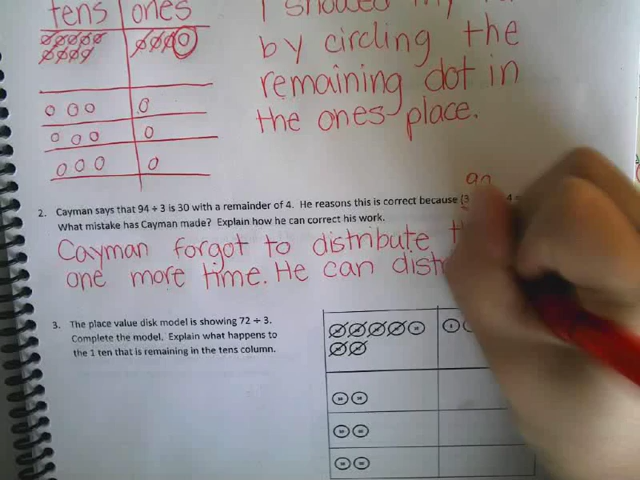 tens ones
I showed my
by circling the
remaining dot in
the ones place.
90
2. Cayman says that 94 ÷ 3 is 30 with a remainder of 4. He reasons this is correct because (3
What mistake has Cayman made? Explain how he can correct his work.
Cayman forgot to distribute
one more time. He can
3. The place value disk model is showing 72 ÷ 3.
Complete the model. Explain what happens to
the 1 ten that is remaining in the tens column.